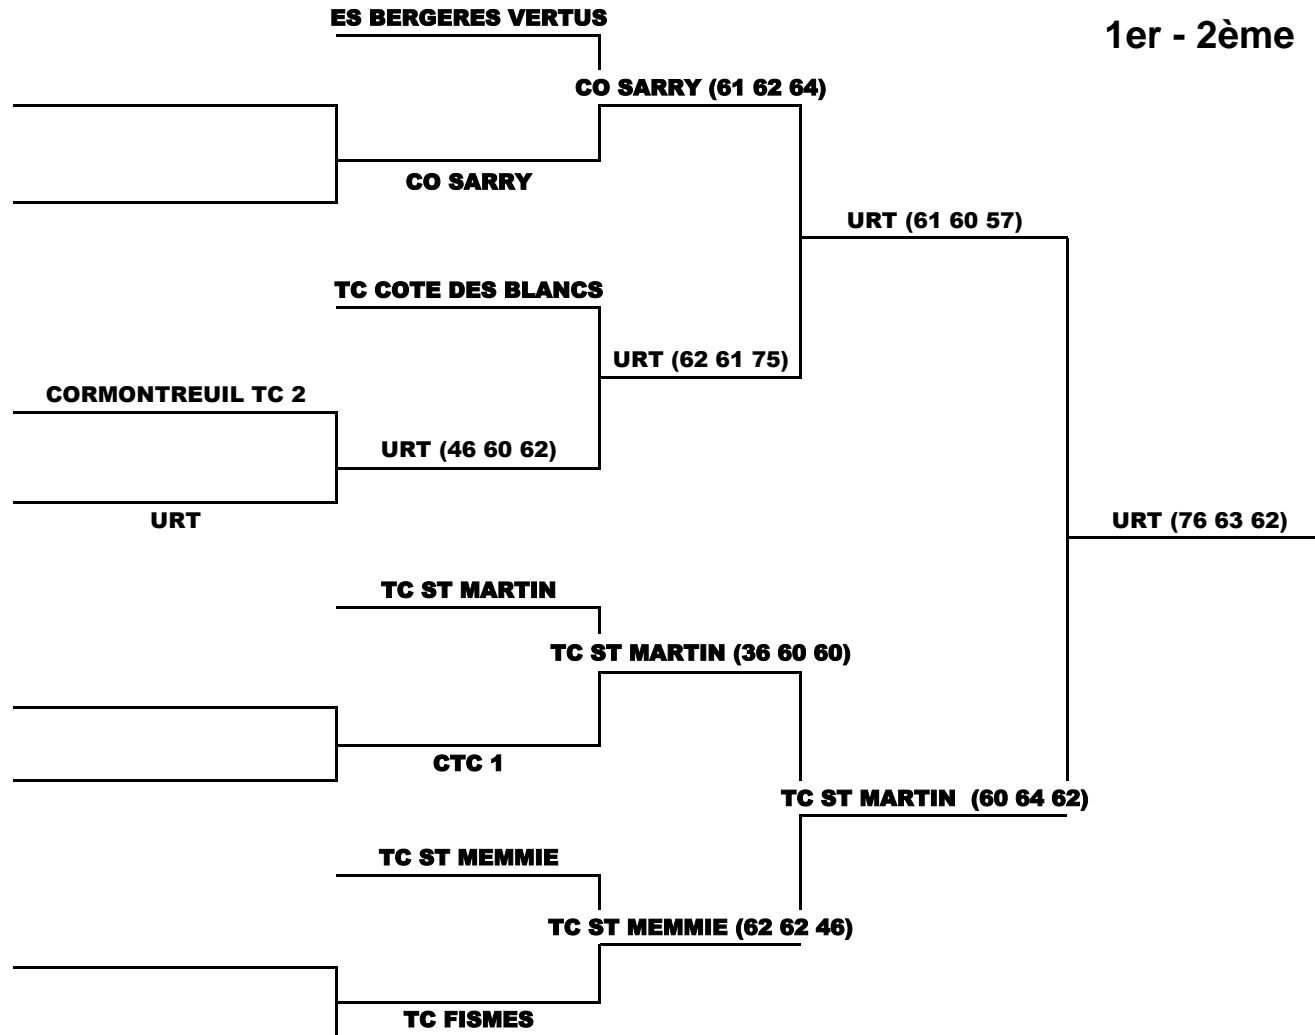 ES BERGERES VERTUS
1er - 2ème
CO SARRY (61 62 64)
CO SARRY
URT (61 60 57)
TC COTE DES BLANCS
URT (62 61 75)
CORMONTREUIL TC 2
URT (46 60 62)
URT
URT (76 63 62)
TC ST MARTIN
TC ST MARTIN (36 60 60)
CTC 1
TC ST MARTIN  (60 64 62)
TC ST MEMMIE
TC ST MEMMIE (62 62 46)
TC FISMES